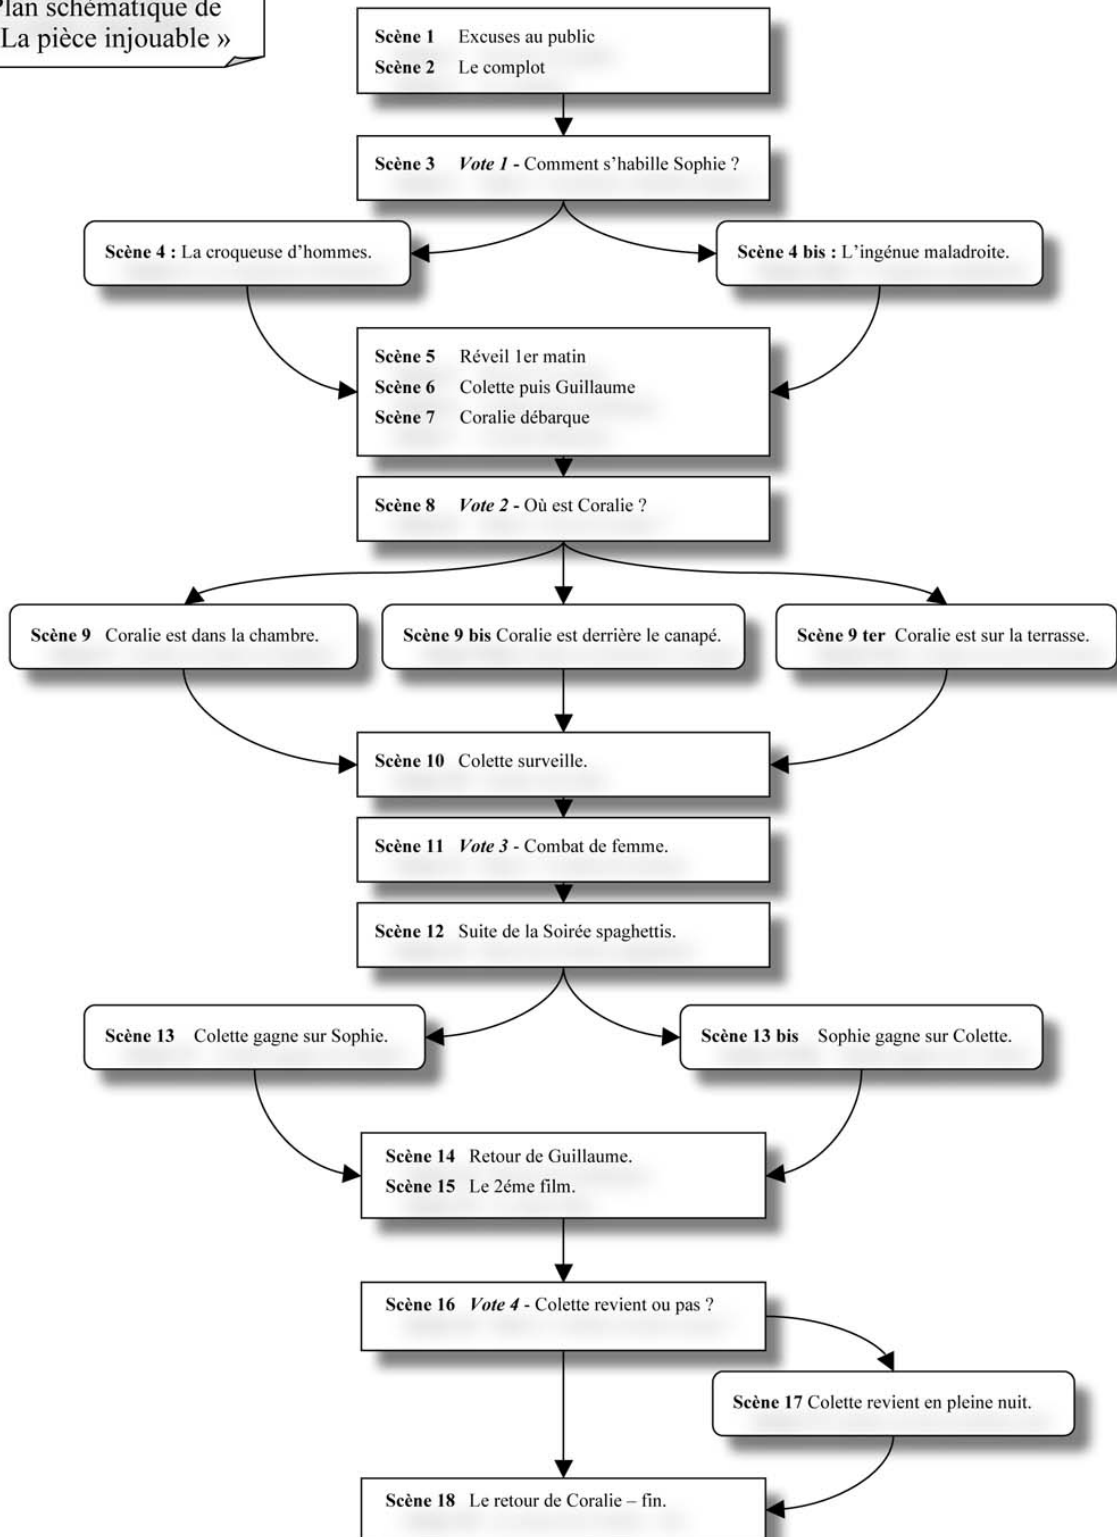 Plan schématique de
La pièce injouable »
Scène 1 Excuses au public
Scène 2 Le complot
Scène 3 Vote 1 - Comment s'habille Sophie ?
Scène 4 : La croqueuse d'hommes.
Scène 4 bis : L'ingénue maladroite.
Scène 5 Réveil 1er matin
Scène 6 Colette puis Guillaume
Scène 7 Coralie débarque
Scène 8 Vote 2 - Où est Coralie ?
Scène 9 Coralie est dans la chambre.
Scène 9 bis Coralie est derrière le canapé.
Scène 9 ter Coralie est sur la terrasse.
Scène 10 Colette surveille.
Scène 11 Vote 3 - Combat de femme.
Scène 12 Suite de la Soirée spaghettis.
Scène 13 Colette gagne sur Sophie.
Scène 13 bis Sophie gagne sur Colette.
Scène 14 Retour de Guillaume.
Scène 15 Le 2éme film.
Scène 16 Vote 4 - Colette revient ou pas ?
Scène 17 Colette revient en pleine nuit.
Scène 18 Le retour de Coralie – fin.